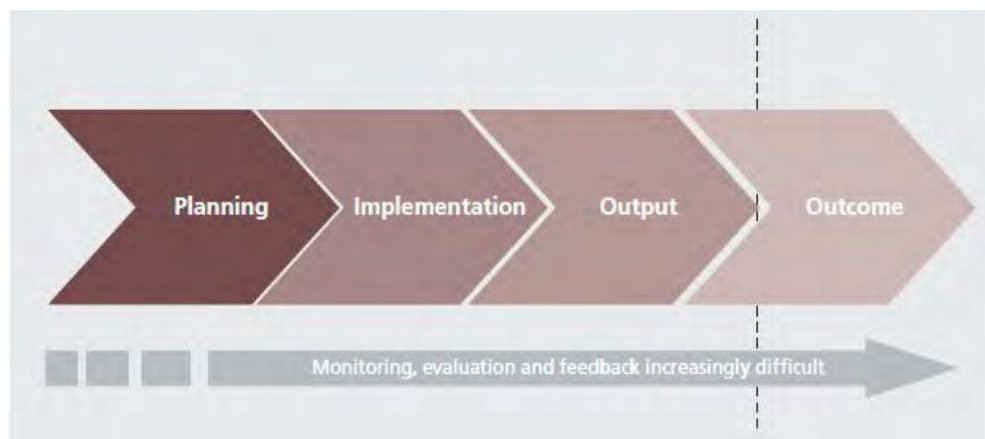 Planning
Implementation
Output
Outcome
Monitoring, evaluation and feedback increasingly difficult